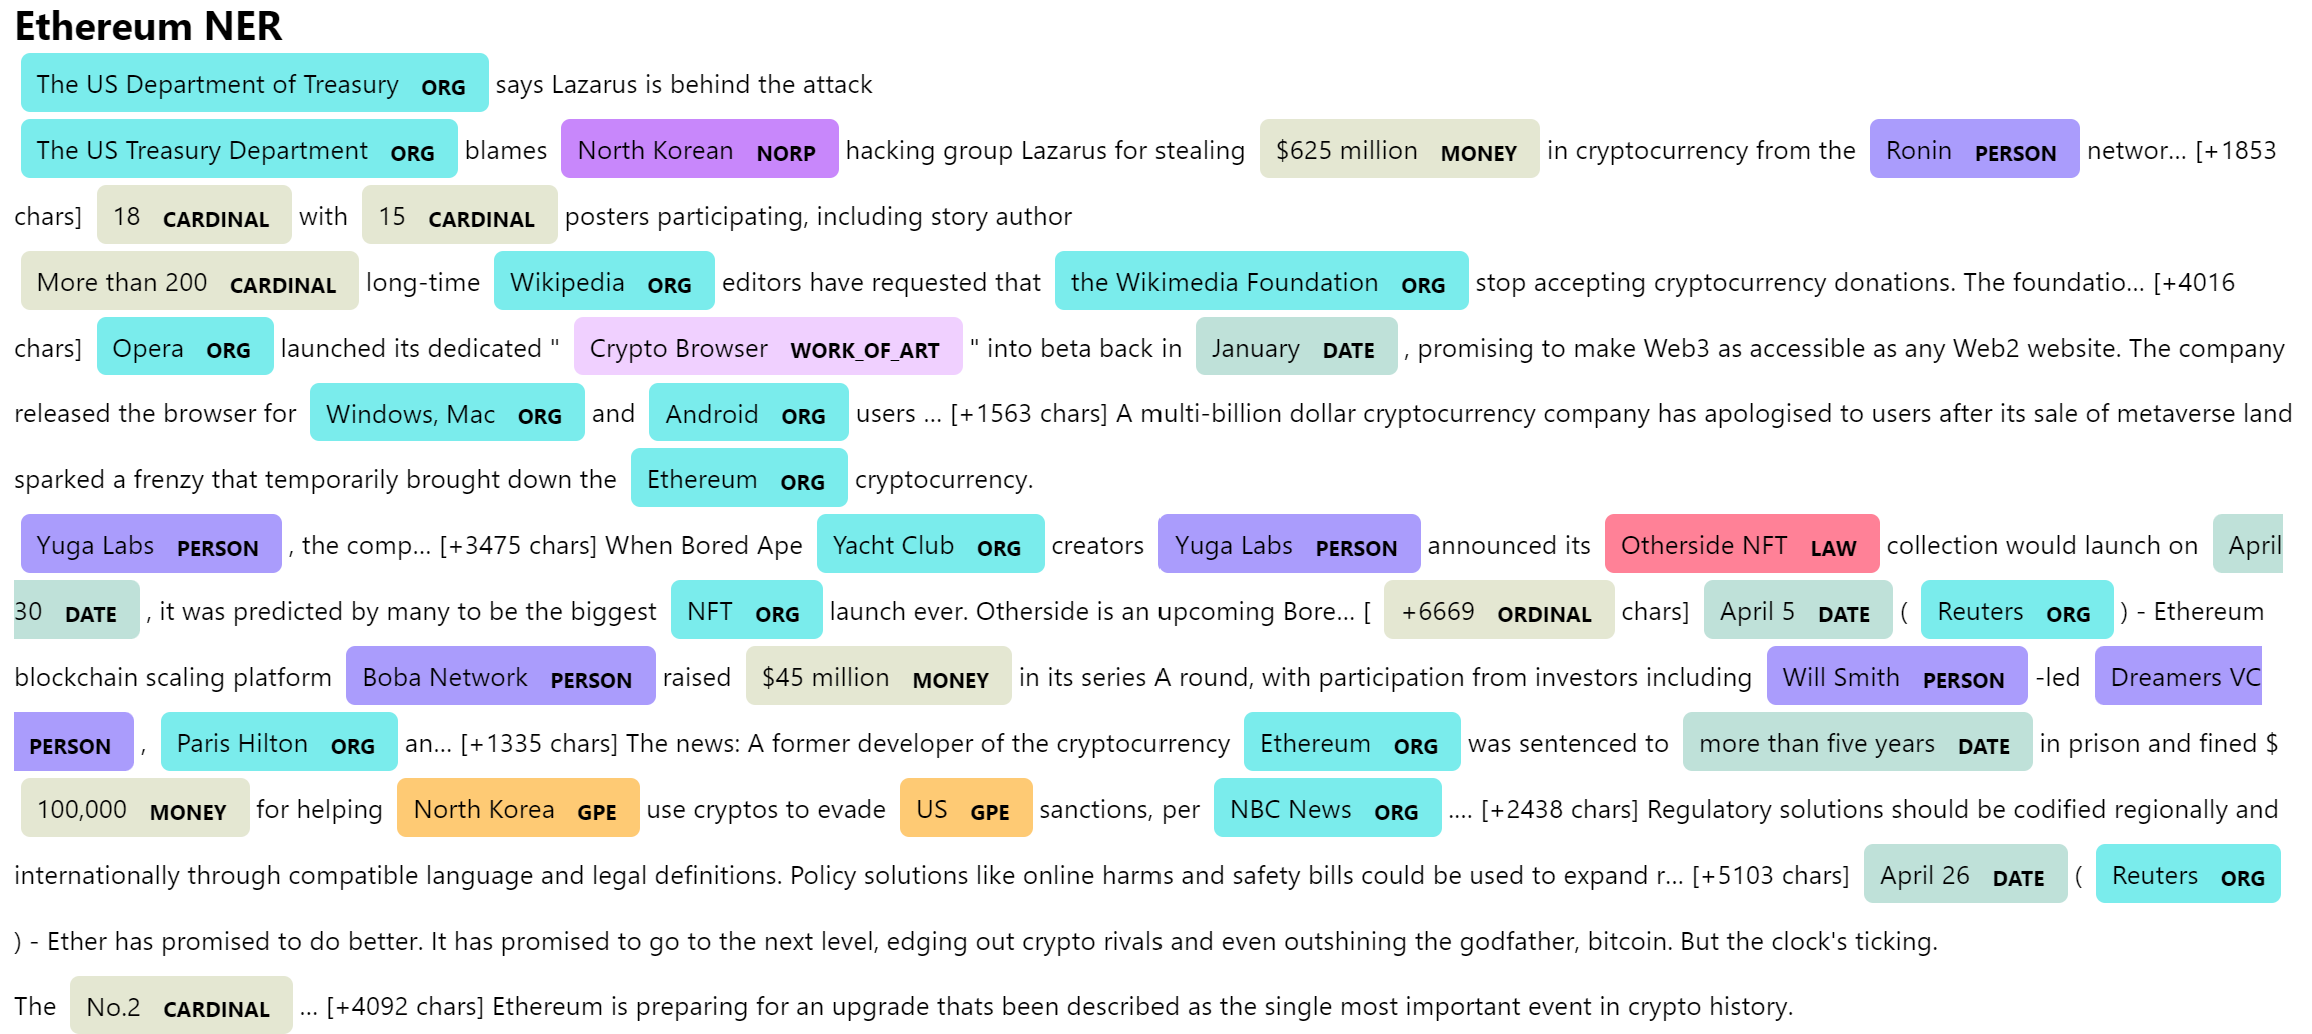 Ethereum NER
The US Department of Treasury ORG says Lazarus is behind the attack
The US Treasury Department ORG blames North Korean NORP hacking group Lazarus for stealing $625 million MONEY in cryptocurrency from the Ronin PERSON networ… [+1853
chars] 18 CARDINAL with 15 CARDINAL posters participating, including story author
More than 200 CARDINAL long-time Wikipedia ORG editors have requested that the Wikimedia Foundation ORG stop accepting cryptocurrency donations. The foundatio… [+4016
chars] Opera ORG launched its dedicated " Crypto Browser WORK_OF_ART " into beta back in January DATE , promising to make Web3 as accessible as any Web2 website. The company
released the browser for Windows, Mac ORG and Android ORG users … [+1563 chars] A multi-billion dollar cryptocurrency company has apologised to users after its sale of metaverse land
sparked a frenzy that temporarily brought down the Ethereum ORG cryptocurrency.
Yuga Labs PERSON , the comp… [+3475 chars] When Bored Ape Yacht Club ORG creators Yuga Labs PERSON announced its Otherside NFT LAW collection would launch on April
30 DATE , it was predicted by many to be the biggest NFT ORG launch ever. Otherside is an upcoming Bore… [ +6669 ORDINAL chars] April 5 DATE ( Reuters ORG ) - Ethereum
blockchain scaling platform Boba Network PERSON raised $45 million MONEY in its series A round, with participation from investors including Will Smith PERSON -led Dreamers VC
PERSON , Paris Hilton ORG an… [+1335 chars] The news: A former developer of the cryptocurrency Ethereum ORG was sentenced to more than five years DATE in prison and fined $
100,000 MONEY for helping North Korea GPE use cryptos to evade US GPE sanctions, per NBC News ORG .… [+2438 chars] Regulatory solutions should be codified regionally and
internationally through compatible language and legal definitions. Policy solutions like online harms and safety bills could be used to expand r… [+5103 chars] April 26 DATE ( Reuters ORG
) - Ether has promised to do better. It has promised to go to the next level, edging out crypto rivals and even outshining the godfather, bitcoin. But the clock's ticking.
The No.2 CARDINAL … [+4092 chars] Ethereum is preparing for an upgrade thats been described as the single most important event in crypto history.